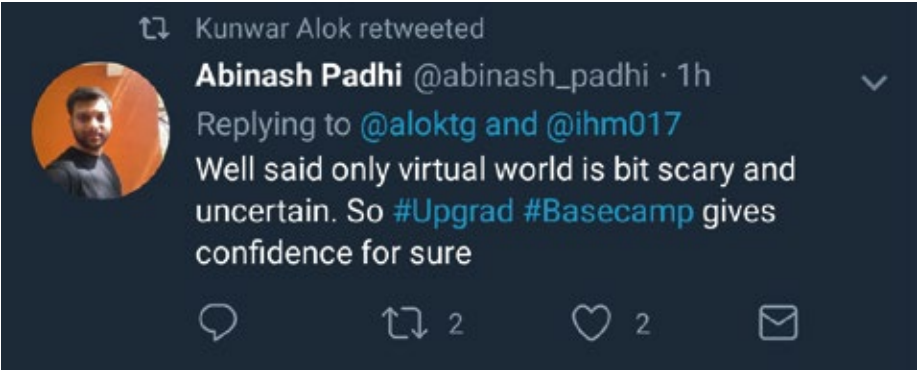 Kunwar Alok retweeted
Abinash Padhi @abinash_padhi · 1h
Replying to @aloktg and @ihm017
Well said only virtual world is bit scary and
uncertain. So #Upgrad #Basecamp gives
confidence for sure
2 2